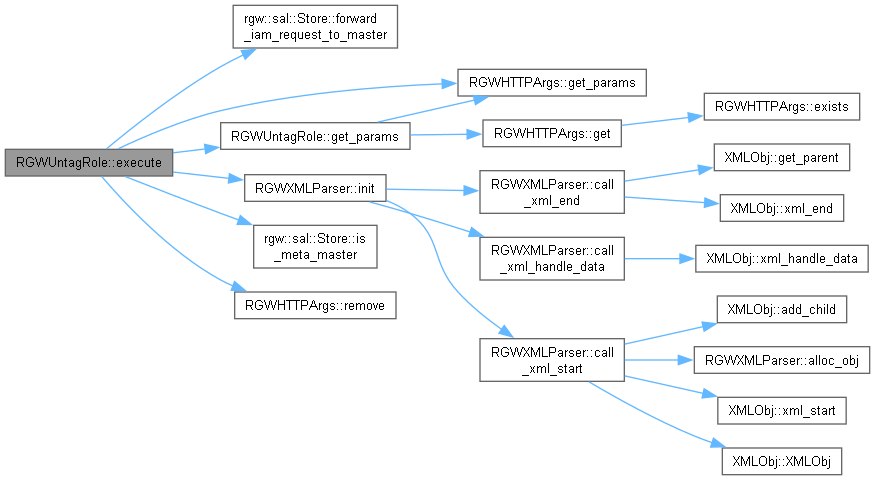 rgw::sal::Store::forward
_iam_request_to_master
RGWHTTPArgs::get_params
RGWHTTPArgs::exists
RGWUntagRole::get_params
RGWHTTPArgs::get
RGWUntagRole::execute
XMLObj::get_parent
RGWXMLParser::init
RGWXMLParser::call
_xml_end
XMLObj::xml_end
rgw::sal::Store::is
_meta_master
RGWXMLParser::call
_xml_handle_data
XMLObj::xml_handle_data
RGWHTTPArgs::remove
XMLObj::add_child
RGWXMLParser::call
_xml_start
RGWXMLParser::alloc_obj
XMLObj::xml_start
XMLObj::XMLObj